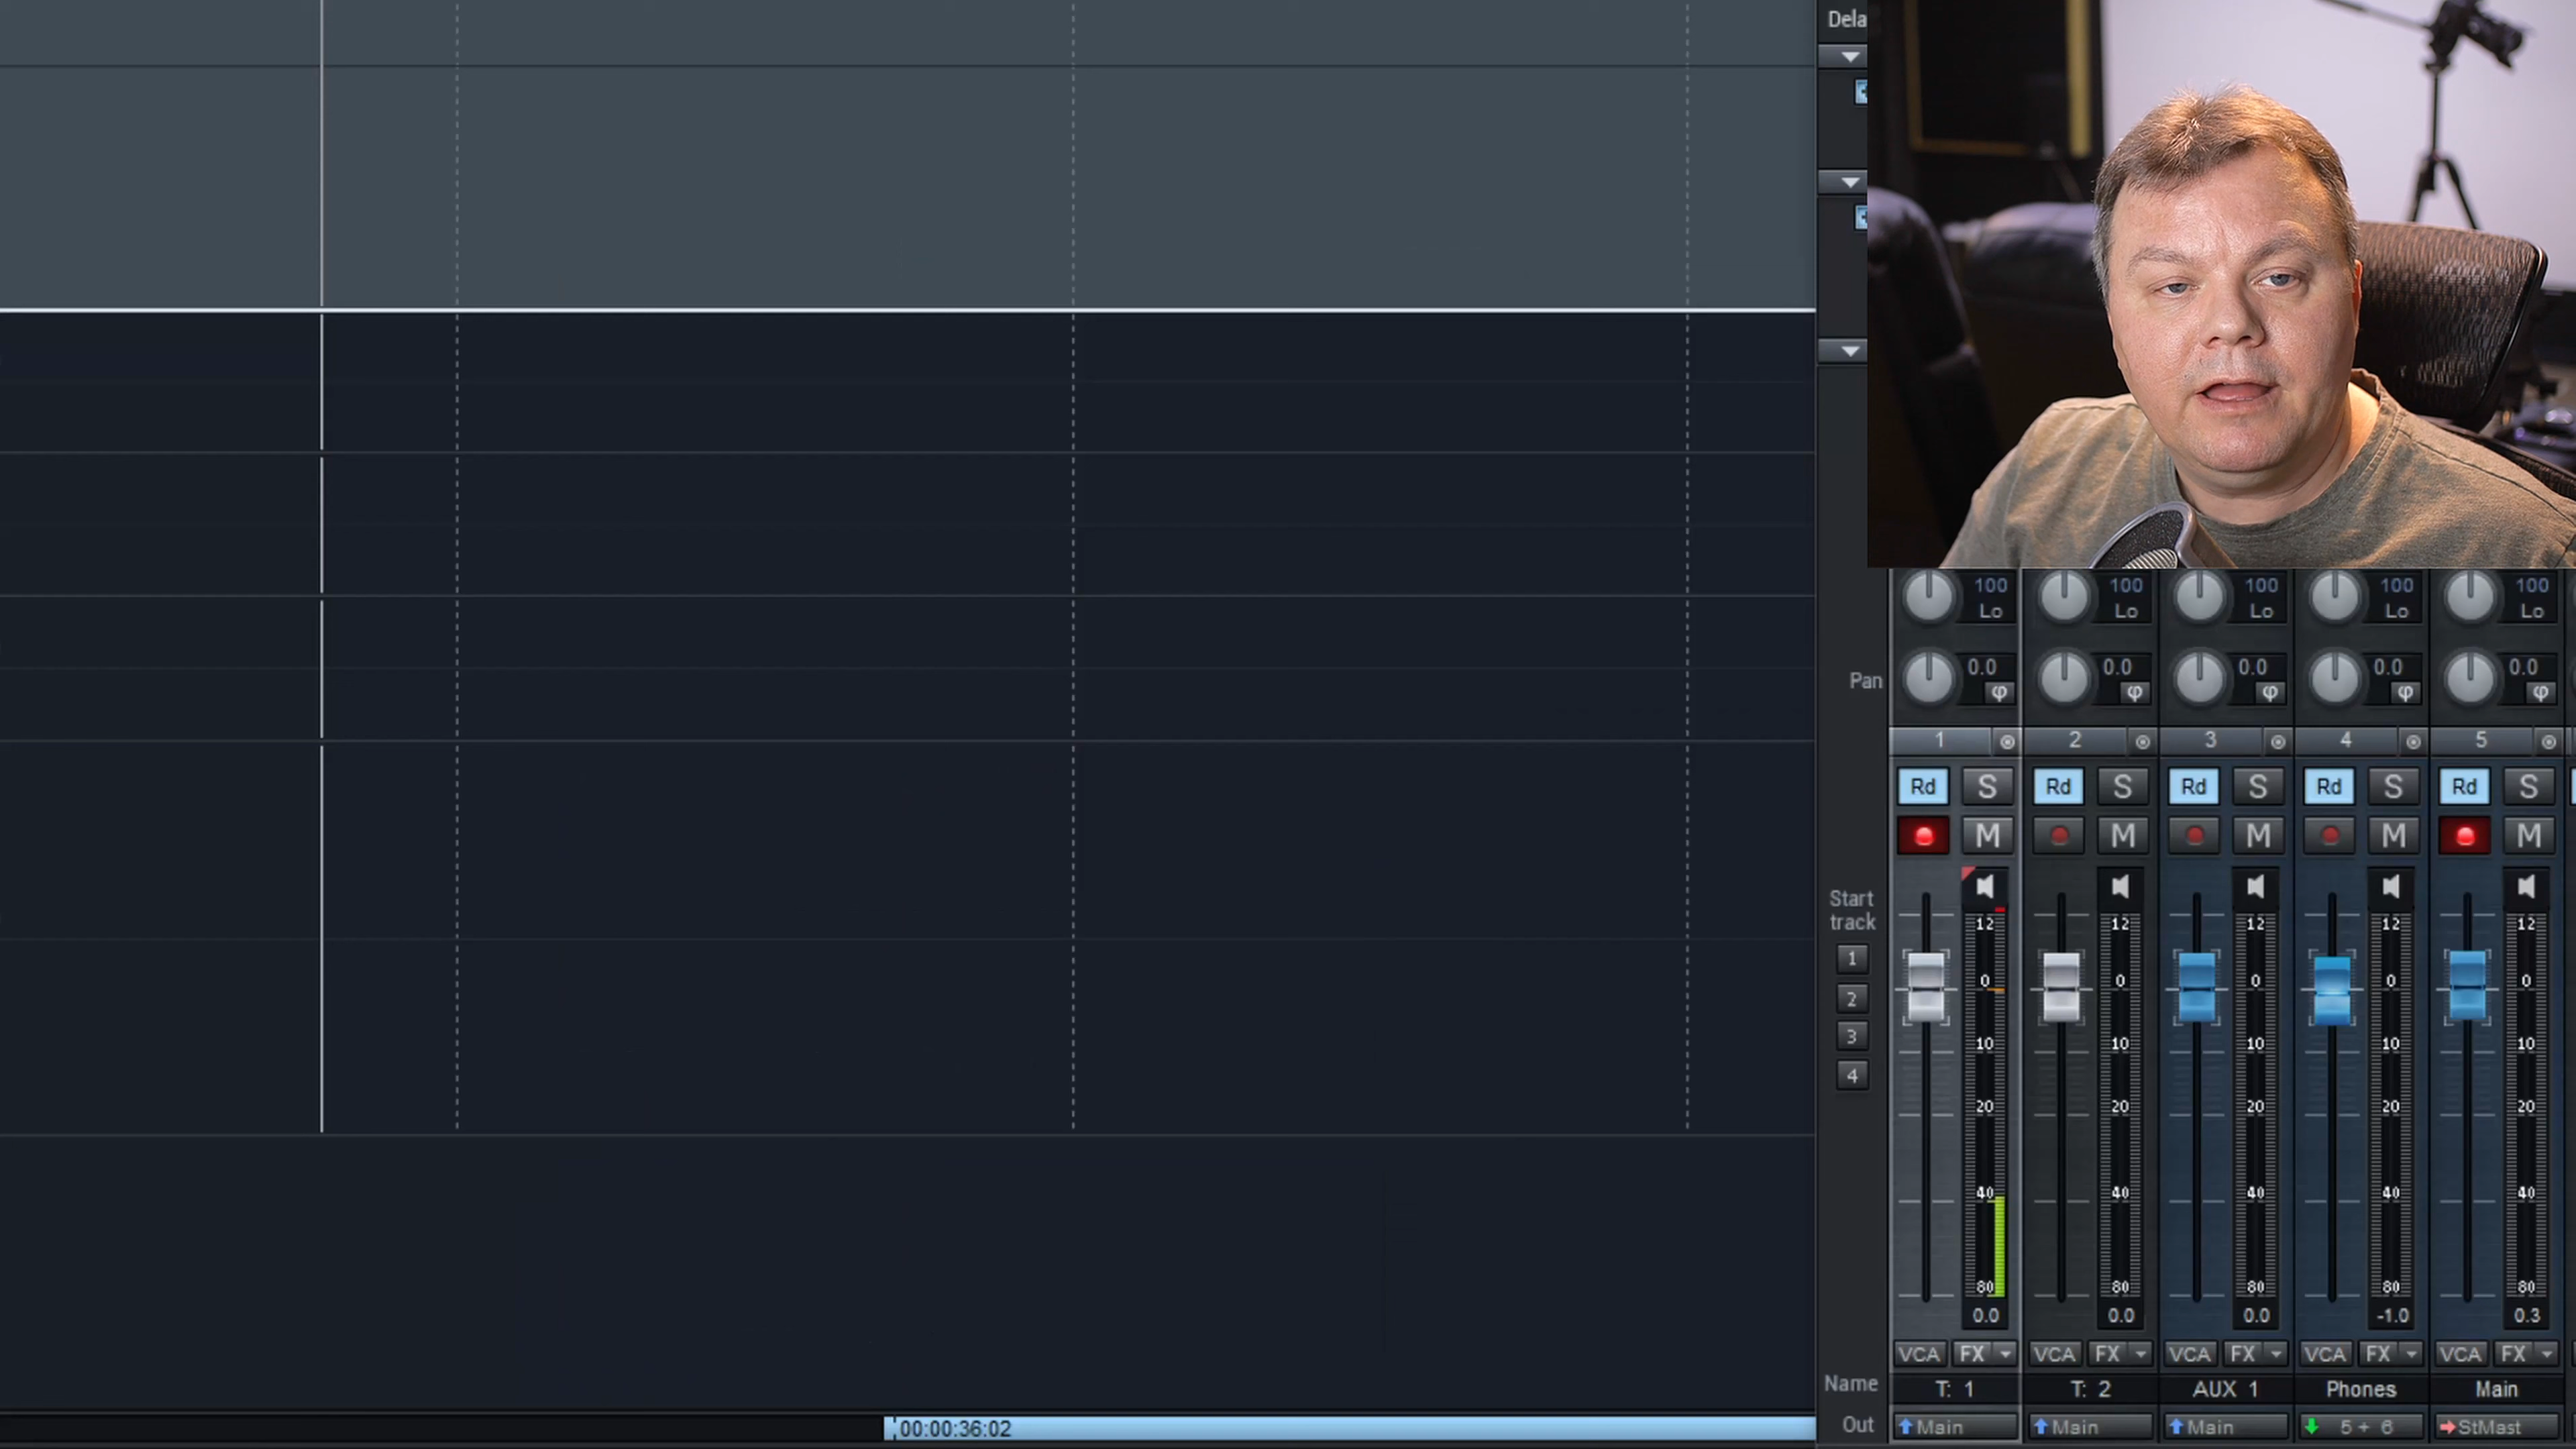 Dela
100 100 100 100 100
Lo Lo Lo Lo Lo
Pan 0.0 0.0 0.0 0.0 0.0
φ φ φ φ φ
1 2 3 4 5
Rd S Rd S Rd S Rd S Rd S
M M M M M
Start
track
1
2
3
4
12 12 12 12 12
0 0 0 0 0
10 10 10 10 10
20 20 20 20 20
40 40 40 40 40
80 80 80 80 80
0.0 0.0 0.0 -1.0 0.3
VCA FX VCA FX VCA FX VCA FX VCA FX
Name T: 1 T: 2 AUX 1 Phones Main
Out Main Main Main 5 + 6 StMast
00:00:36:02